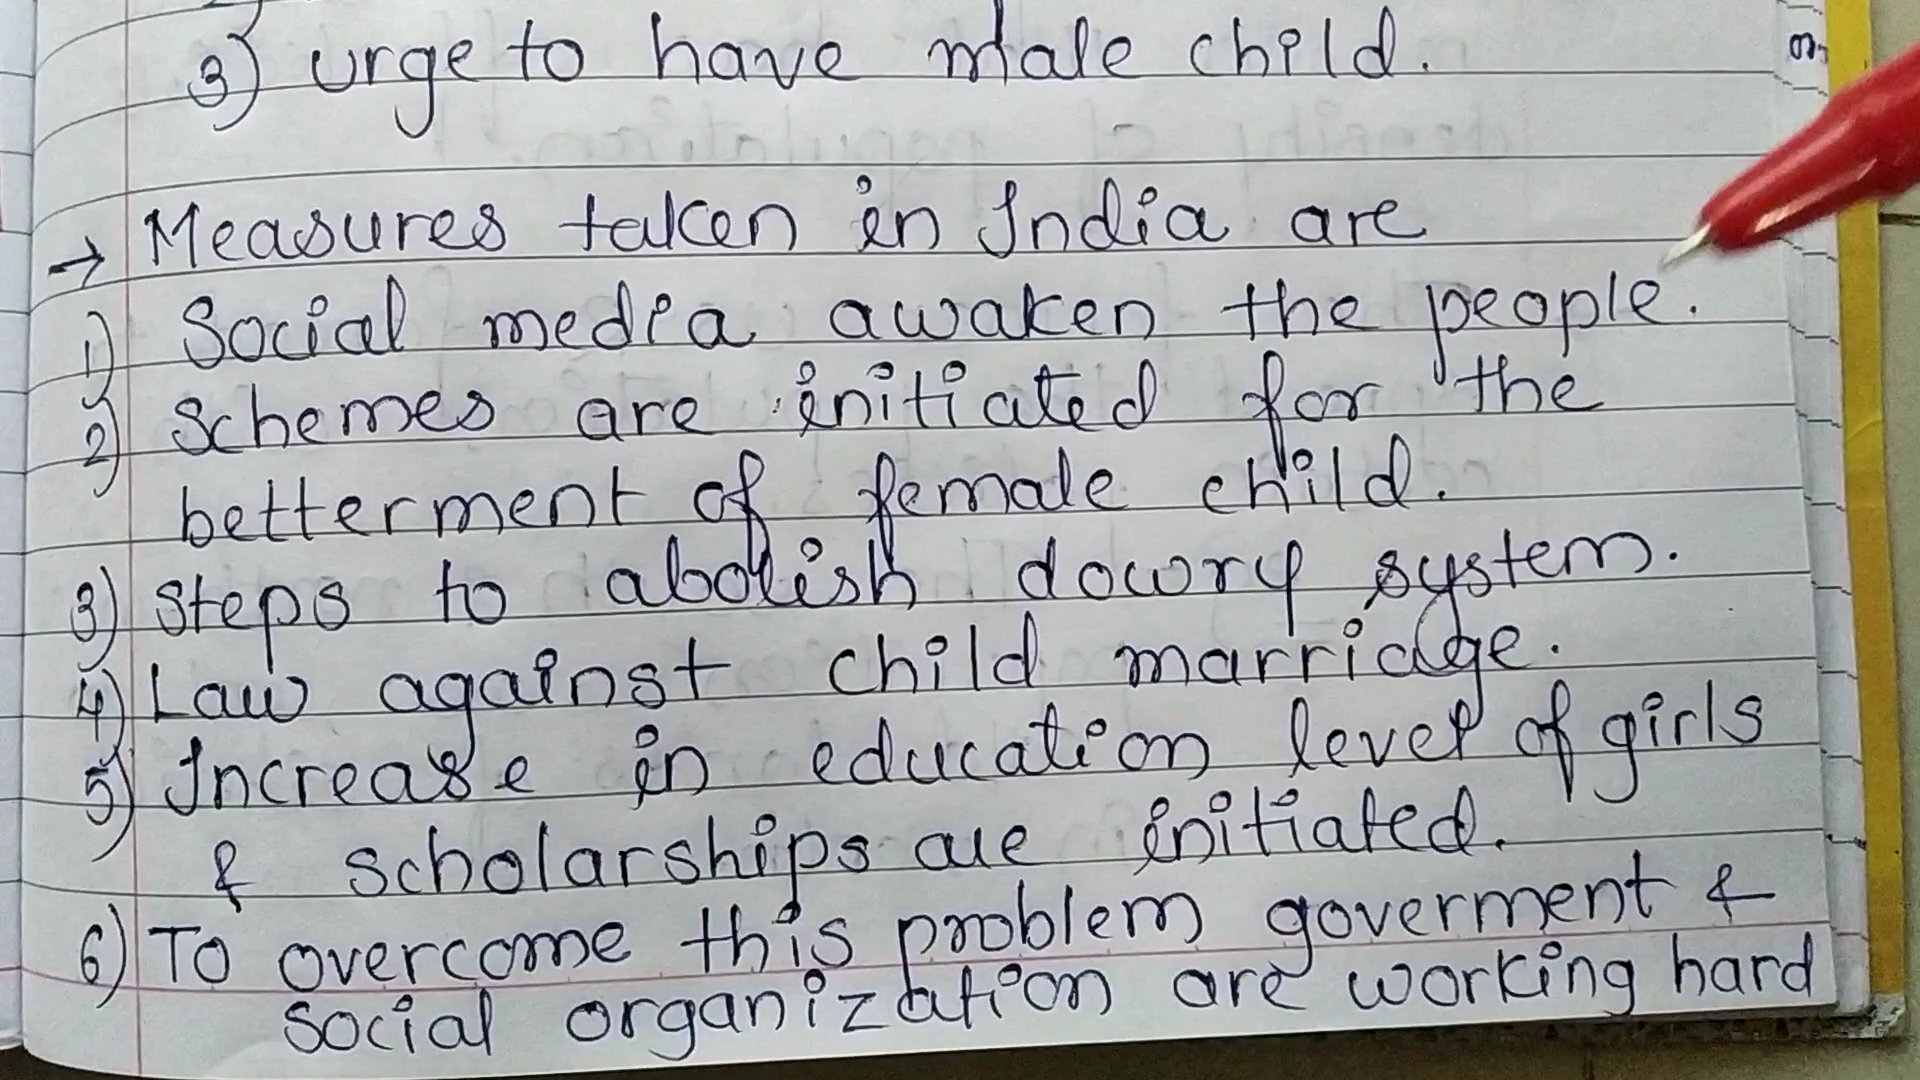 3) urge to have male child.
→ Measures taken in India are
1) Social media awaken the people.
2) Schemes are initiated for the
betterment of female child.
3) Steps to abolish dowry system.
4) Law against child marriage.
5) Increase in education level of girls
& scholarships are initiated.
6) To overcome this problem goverment &
social organization are working hard